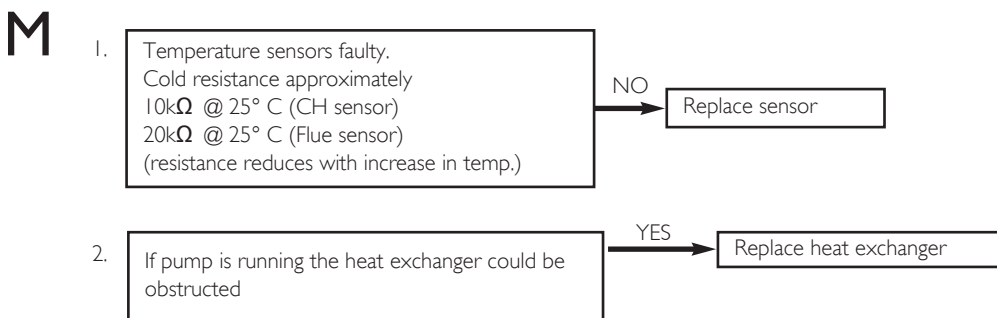 M
1. Temperature sensors faulty.
Cold resistance approximately
10kΩ @ 25° C (CH sensor)
20kΩ @ 25° C (Flue sensor)
(resistance reduces with increase in temp.)
NO
Replace sensor
2. If pump is running the heat exchanger could be
obstructed
YES
Replace heat exchanger